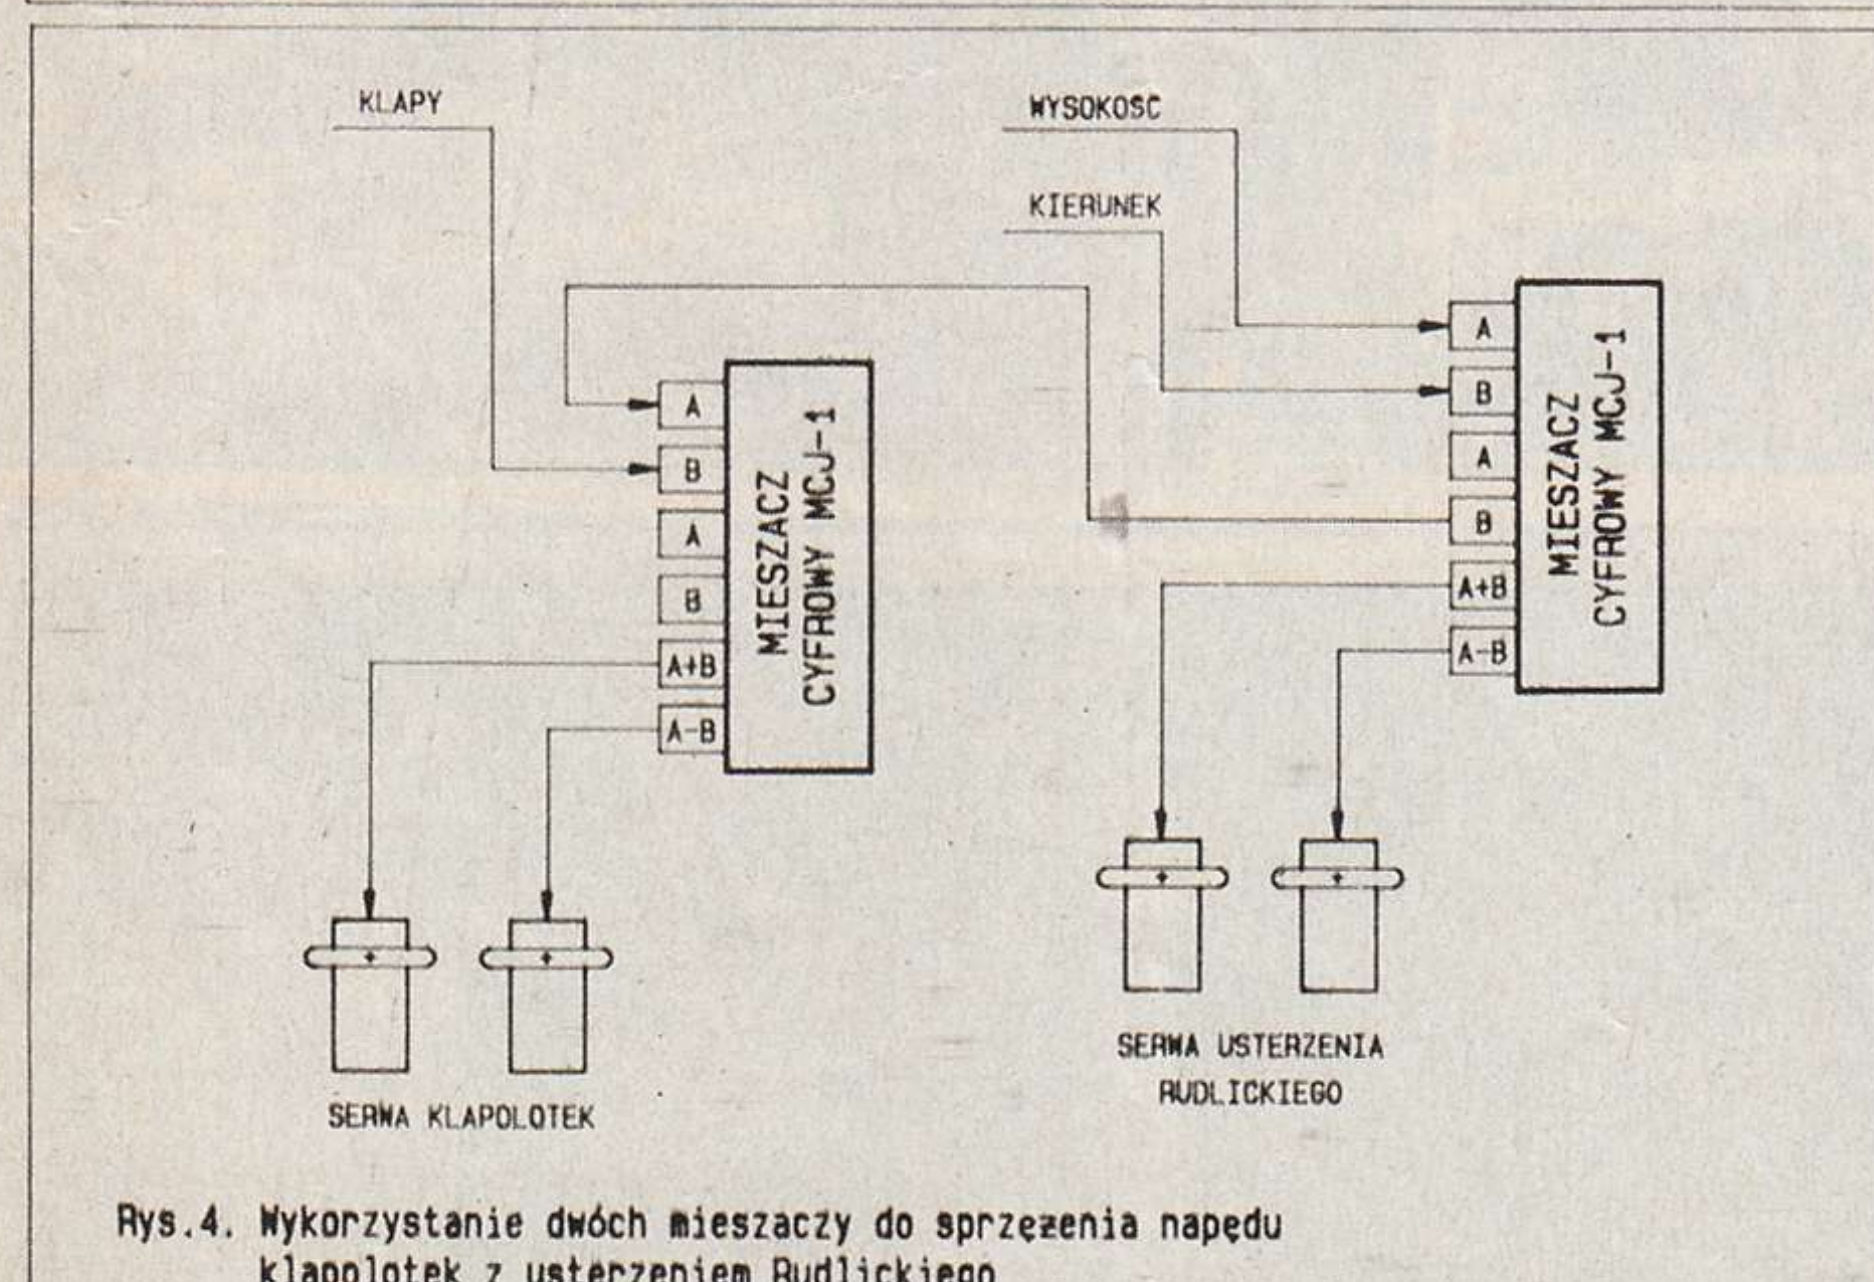 KLAPY
WYSOKOSC
KIERUNEK
A
B
A
B
A+B
A-B
MIESZACZ
CYFROWY MCJ-1
A
B
A
B
A+B
A-B
MIESZACZ
CYFROWY MCJ-1
SERWA KLAPOLOTEK
SERWA USTERZENIA
RUDLICKIEGO
Rys.4. Wykorzystanie dwóch mieszaczy do sprzężenia napędu
klapolotek z usterzeniem Rudlickiego